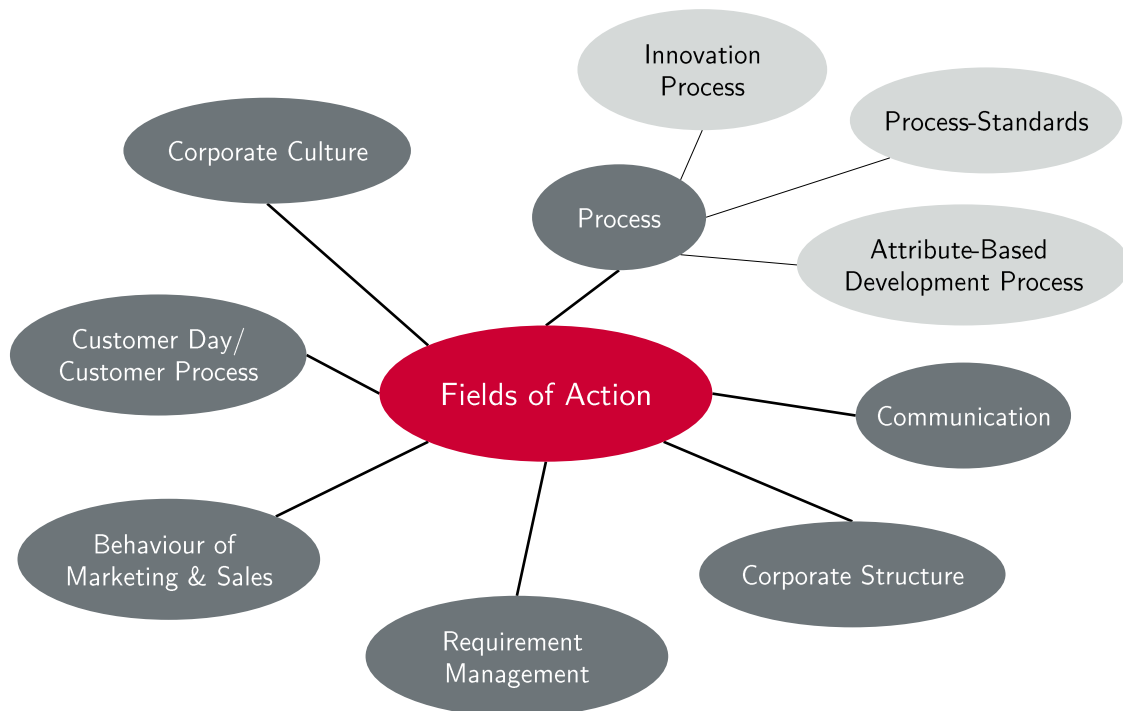 Innovation
Process
Process-Standards
Corporate Culture
Process
Attribute-Based
Development Process
Customer Day/
Customer Process
Fields of Action
Communication
Behaviour of
Marketing & Sales
Corporate Structure
Requirement
Management